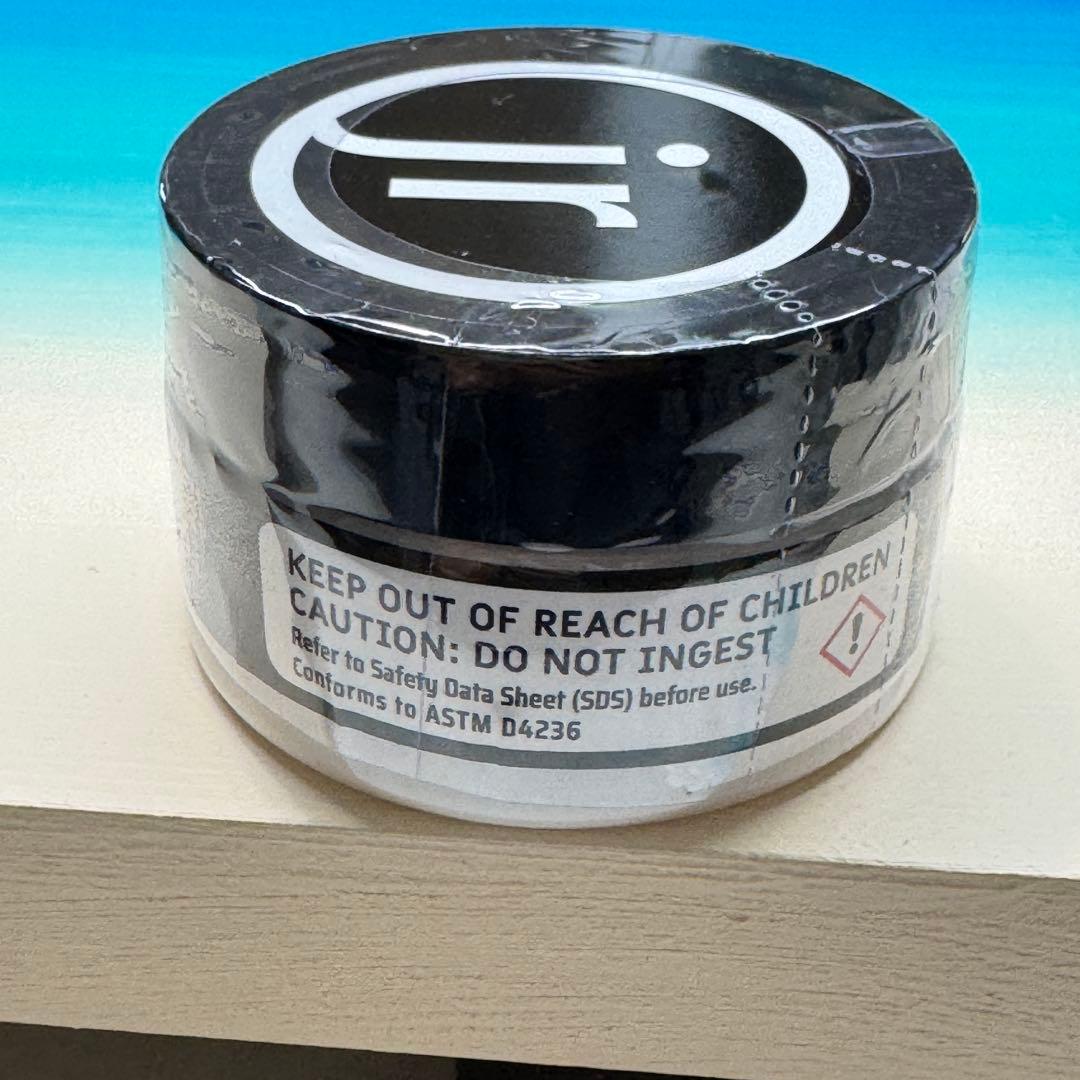 jr
KEEP OUT OF REACH OF CHILDREN
CAUTION: DO NOT INGEST
Refer to Safety Data Sheet (SDS) before use.
Conforms to ASTM D4236